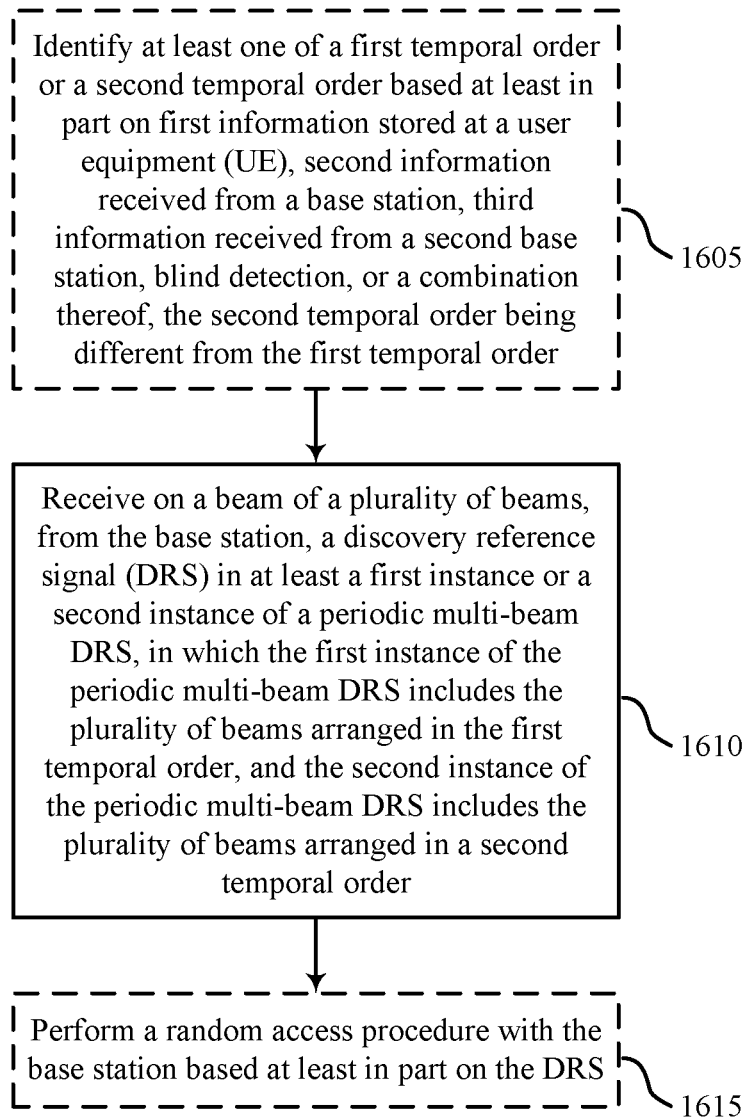 Identify at least one of a first temporal order
or a second temporal order based at least in
part on first information stored at a user
equipment (UE), second information
received from a base station, third
information received from a second base
station, blind detection, or a combination
thereof, the second temporal order being
different from the first temporal order
1605
Receive on a beam of a plurality of beams,
from the base station, a discovery reference
signal (DRS) in at least a first instance or a
second instance of a periodic multi-beam
DRS, in which the first instance of the
periodic multi-beam DRS includes the
plurality of beams arranged in the first
temporal order, and the second instance of
the periodic multi-beam DRS includes the
plurality of beams arranged in a second
temporal order
1610
Perform a random access procedure with the
base station based at least in part on the DRS
1615